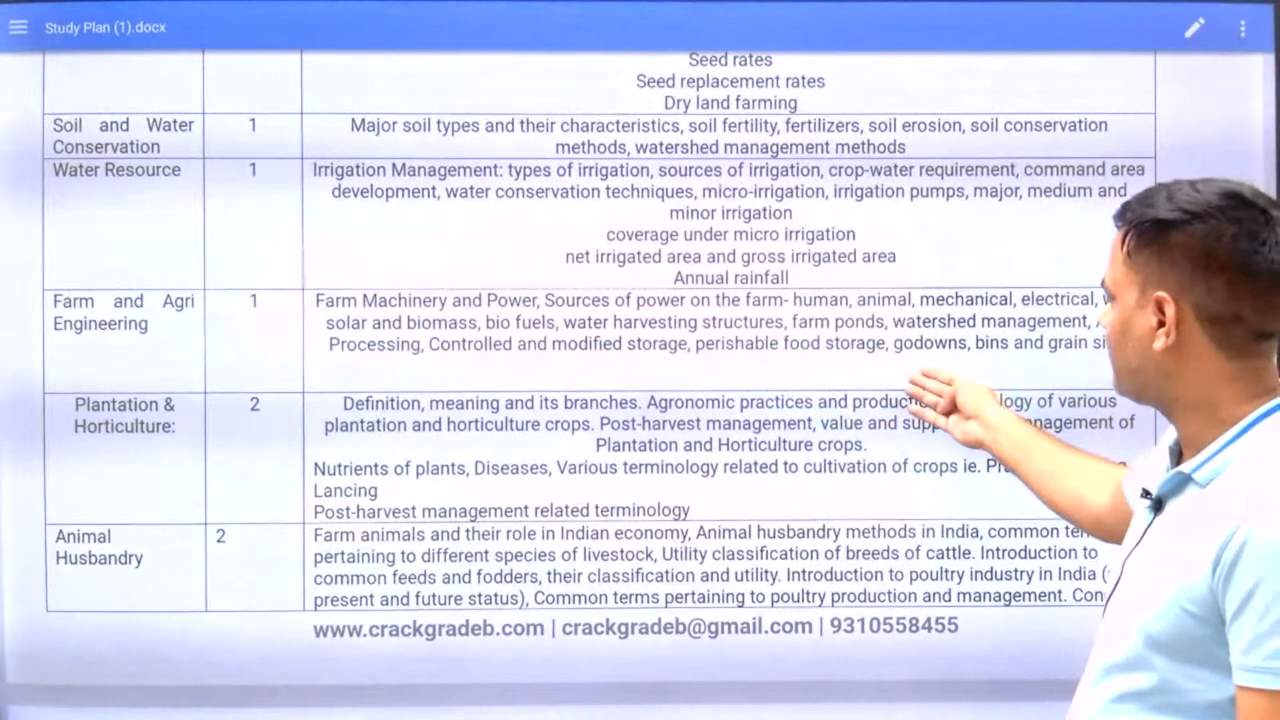 Study Plan (1).docx
Seed rates
Seed replacement rates
Dry land farming
Soil and Water
Conservation
1
Major soil types and their characteristics, soil fertility, fertilizers, soil erosion, soil conservation
methods, watershed management methods
Water Resource
1
Irrigation Management: types of irrigation, sources of irrigation, crop-water requirement, command area
development, water conservation techniques, micro-irrigation, irrigation pumps, major, medium and
minor irrigation
coverage under micro irrigation
net irrigated area and gross irrigated area
Annual rainfall
Farm and Agri
Engineering
1
Farm Machinery and Power, Sources of power on the farm- human, animal, mechanical, electrical,
solar and biomass, bio fuels, water harvesting structures, farm ponds, watershed management,
Processing, Controlled and modified storage, perishable food storage, godowns, bins and grain
Plantation &
Horticulture:
2
Definition, meaning and its branches. Agronomic practices and of various
plantation and horticulture crops. Post-harvest management, value and of
Plantation and Horticulture crops.
Nutrients of plants, Diseases, Various terminology related to cultivation of crops ie.
Lancing
Post-harvest management related terminology
Animal
Husbandry
2
Farm animals and their role in Indian economy, Animal husbandry methods in India, common
pertaining to different species of livestock, Utility classification of breeds of cattle. Introduction to
common feeds and fodders, their classification and utility. Introduction to poultry industry in India (
present and future status), Common terms pertaining to poultry production and management.
www.crackgradeb.com | crackgradeb@gmail.com | 9310558455